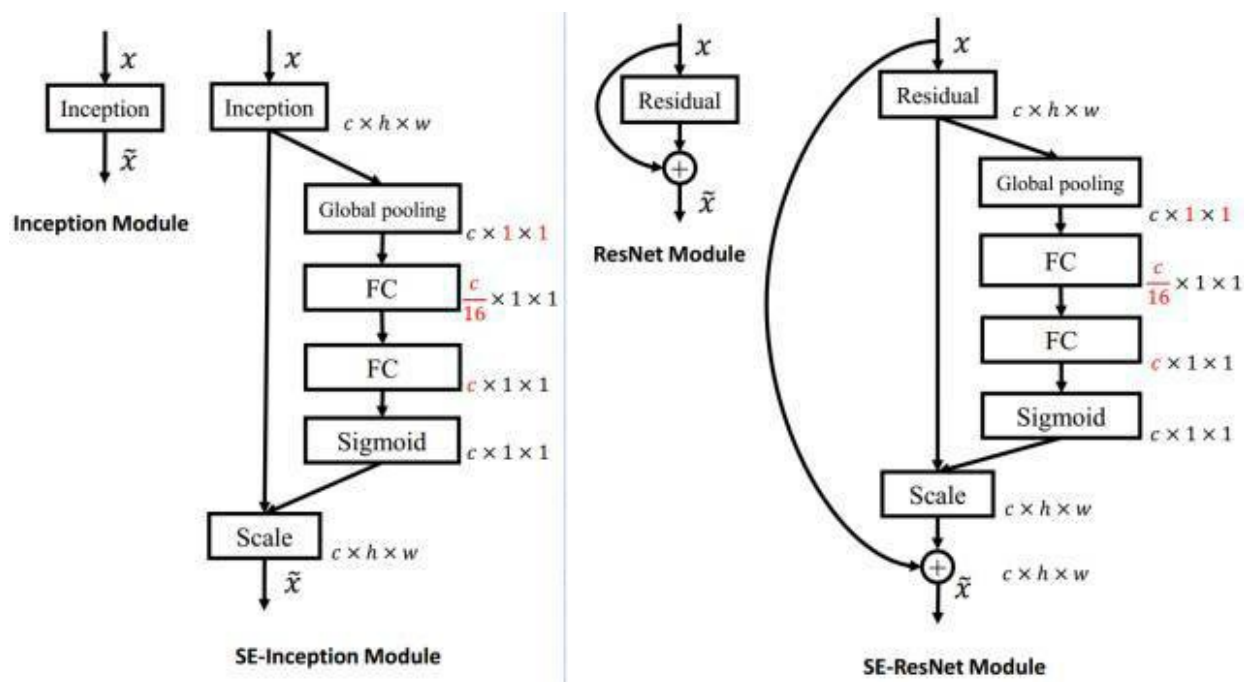 x
Inception
x̃
Inception Module
x
Inception
c × h × w
Global pooling
c × 1 × 1
FC
c/16 × 1 × 1
FC
c × 1 × 1
Sigmoid
c × 1 × 1
Scale
c × h × w
x̃
SE-Inception Module
x
Residual
+
x̃
ResNet Module
x
Residual
c × h × w
Global pooling
c × 1 × 1
FC
c/16 × 1 × 1
FC
c × 1 × 1
Sigmoid
c × 1 × 1
Scale
c × h × w
+
x̃
c × h × w
SE-ResNet Module